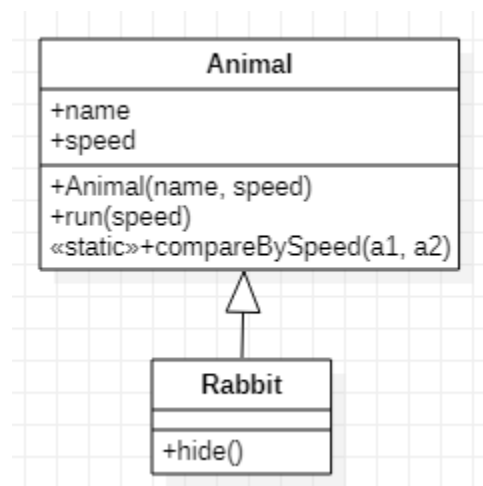 Animal
+name
+speed
+Animal(name, speed)
+run(speed)
«static»+compareBySpeed(a1, a2)
Rabbit
+hide()